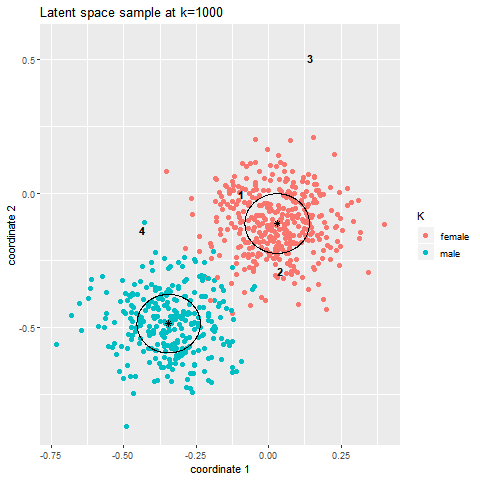 Latent space sample at k=1000
3
0.5
1
0.0
4
2
-0.5
*
*
-0.75
-0.50
-0.25
0.00
0.25
coordinate 1
coordinate 2
K
female
male